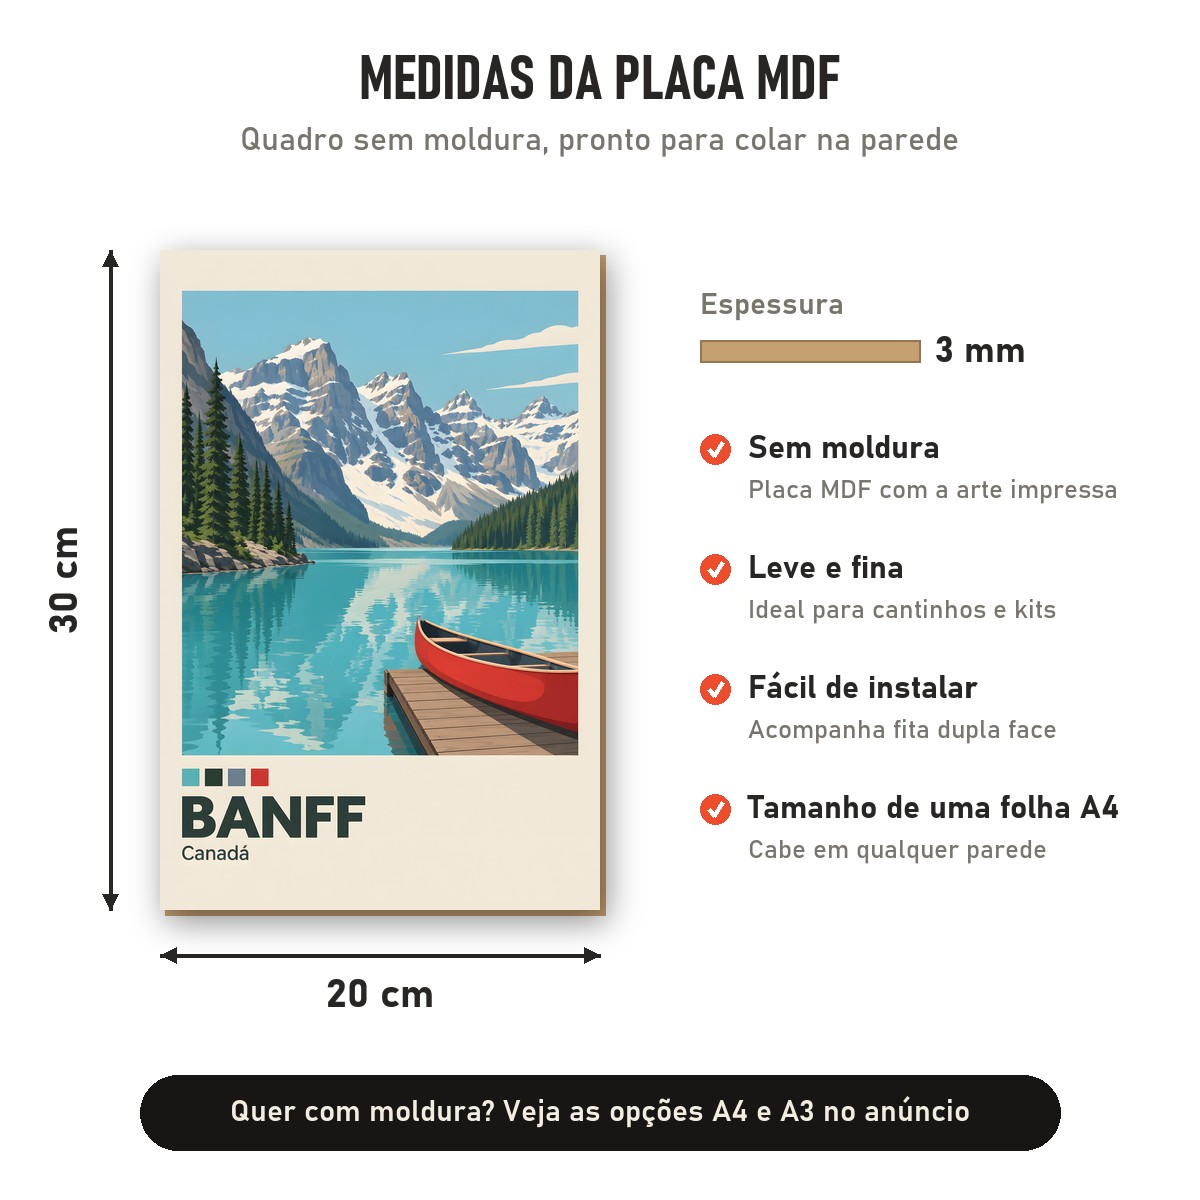 MEDIDAS DA PLACA MDF
Quadro sem moldura, pronto para colar na parede
30 cm
BANFF
Canadá
20 cm
Espessura
3 mm
Sem moldura
Placa MDF com a arte impressa
Leve e fina
Ideal para cantinhos e kits
Fácil de instalar
Acompanha fita dupla face
Tamanho de uma folha A4
Cabe em qualquer parede
Quer com moldura? Veja as opções A4 e A3 no anúncio